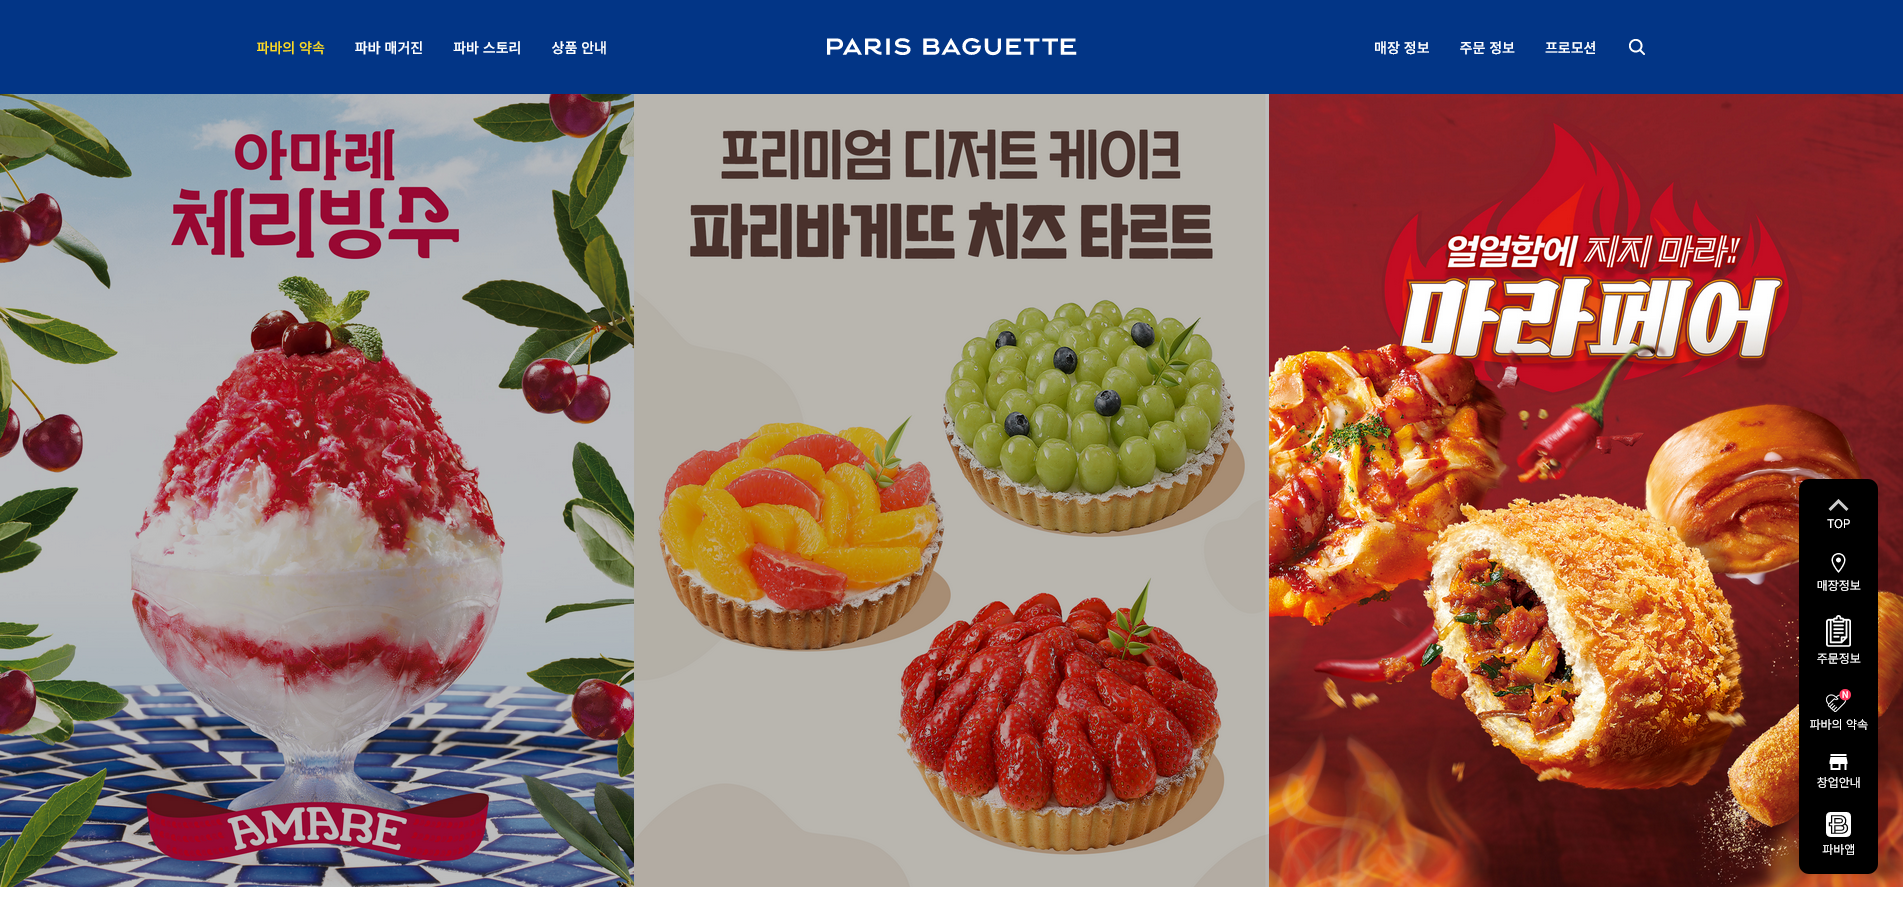 파바의 약속
파바 매거진
파바 스토리
상품 안내
PARIS BAGUETTE
매장 정보
주문 정보
프로모션
아마레
체리빙수
AMARE
프리미엄 디저트 케이크
파리바게뜨 치즈 타르트
얼얼함에 지지 마라!!
마라페어
TOP
매장정보
주문정보
N
파바의 약속
창업안내
B
파바앱